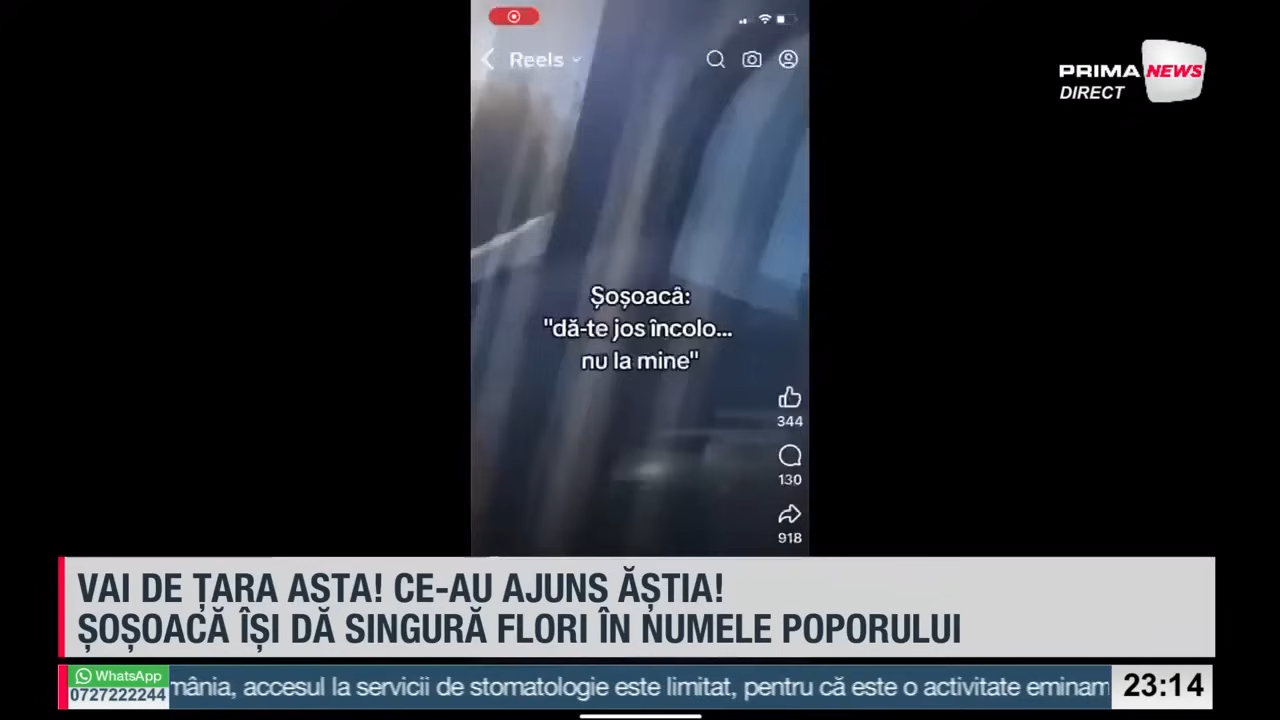 Reels
PRIMA NEWS
DIRECT
Șoșoacă:
"dă-te jos încolo...
nu la mine"
344
130
918
VAI DE ȚARA ASTA! CE-AU AJUNS ĂȘTIA!
ȘOȘOACĂ ÎȘI DĂ SINGURĂ FLORI ÎN NUMELE POPORULUI
WhatsApp
0727222244
mânia, accesul la servicii de stomatologie este limitat, pentru că este o activitate eminam
23:14